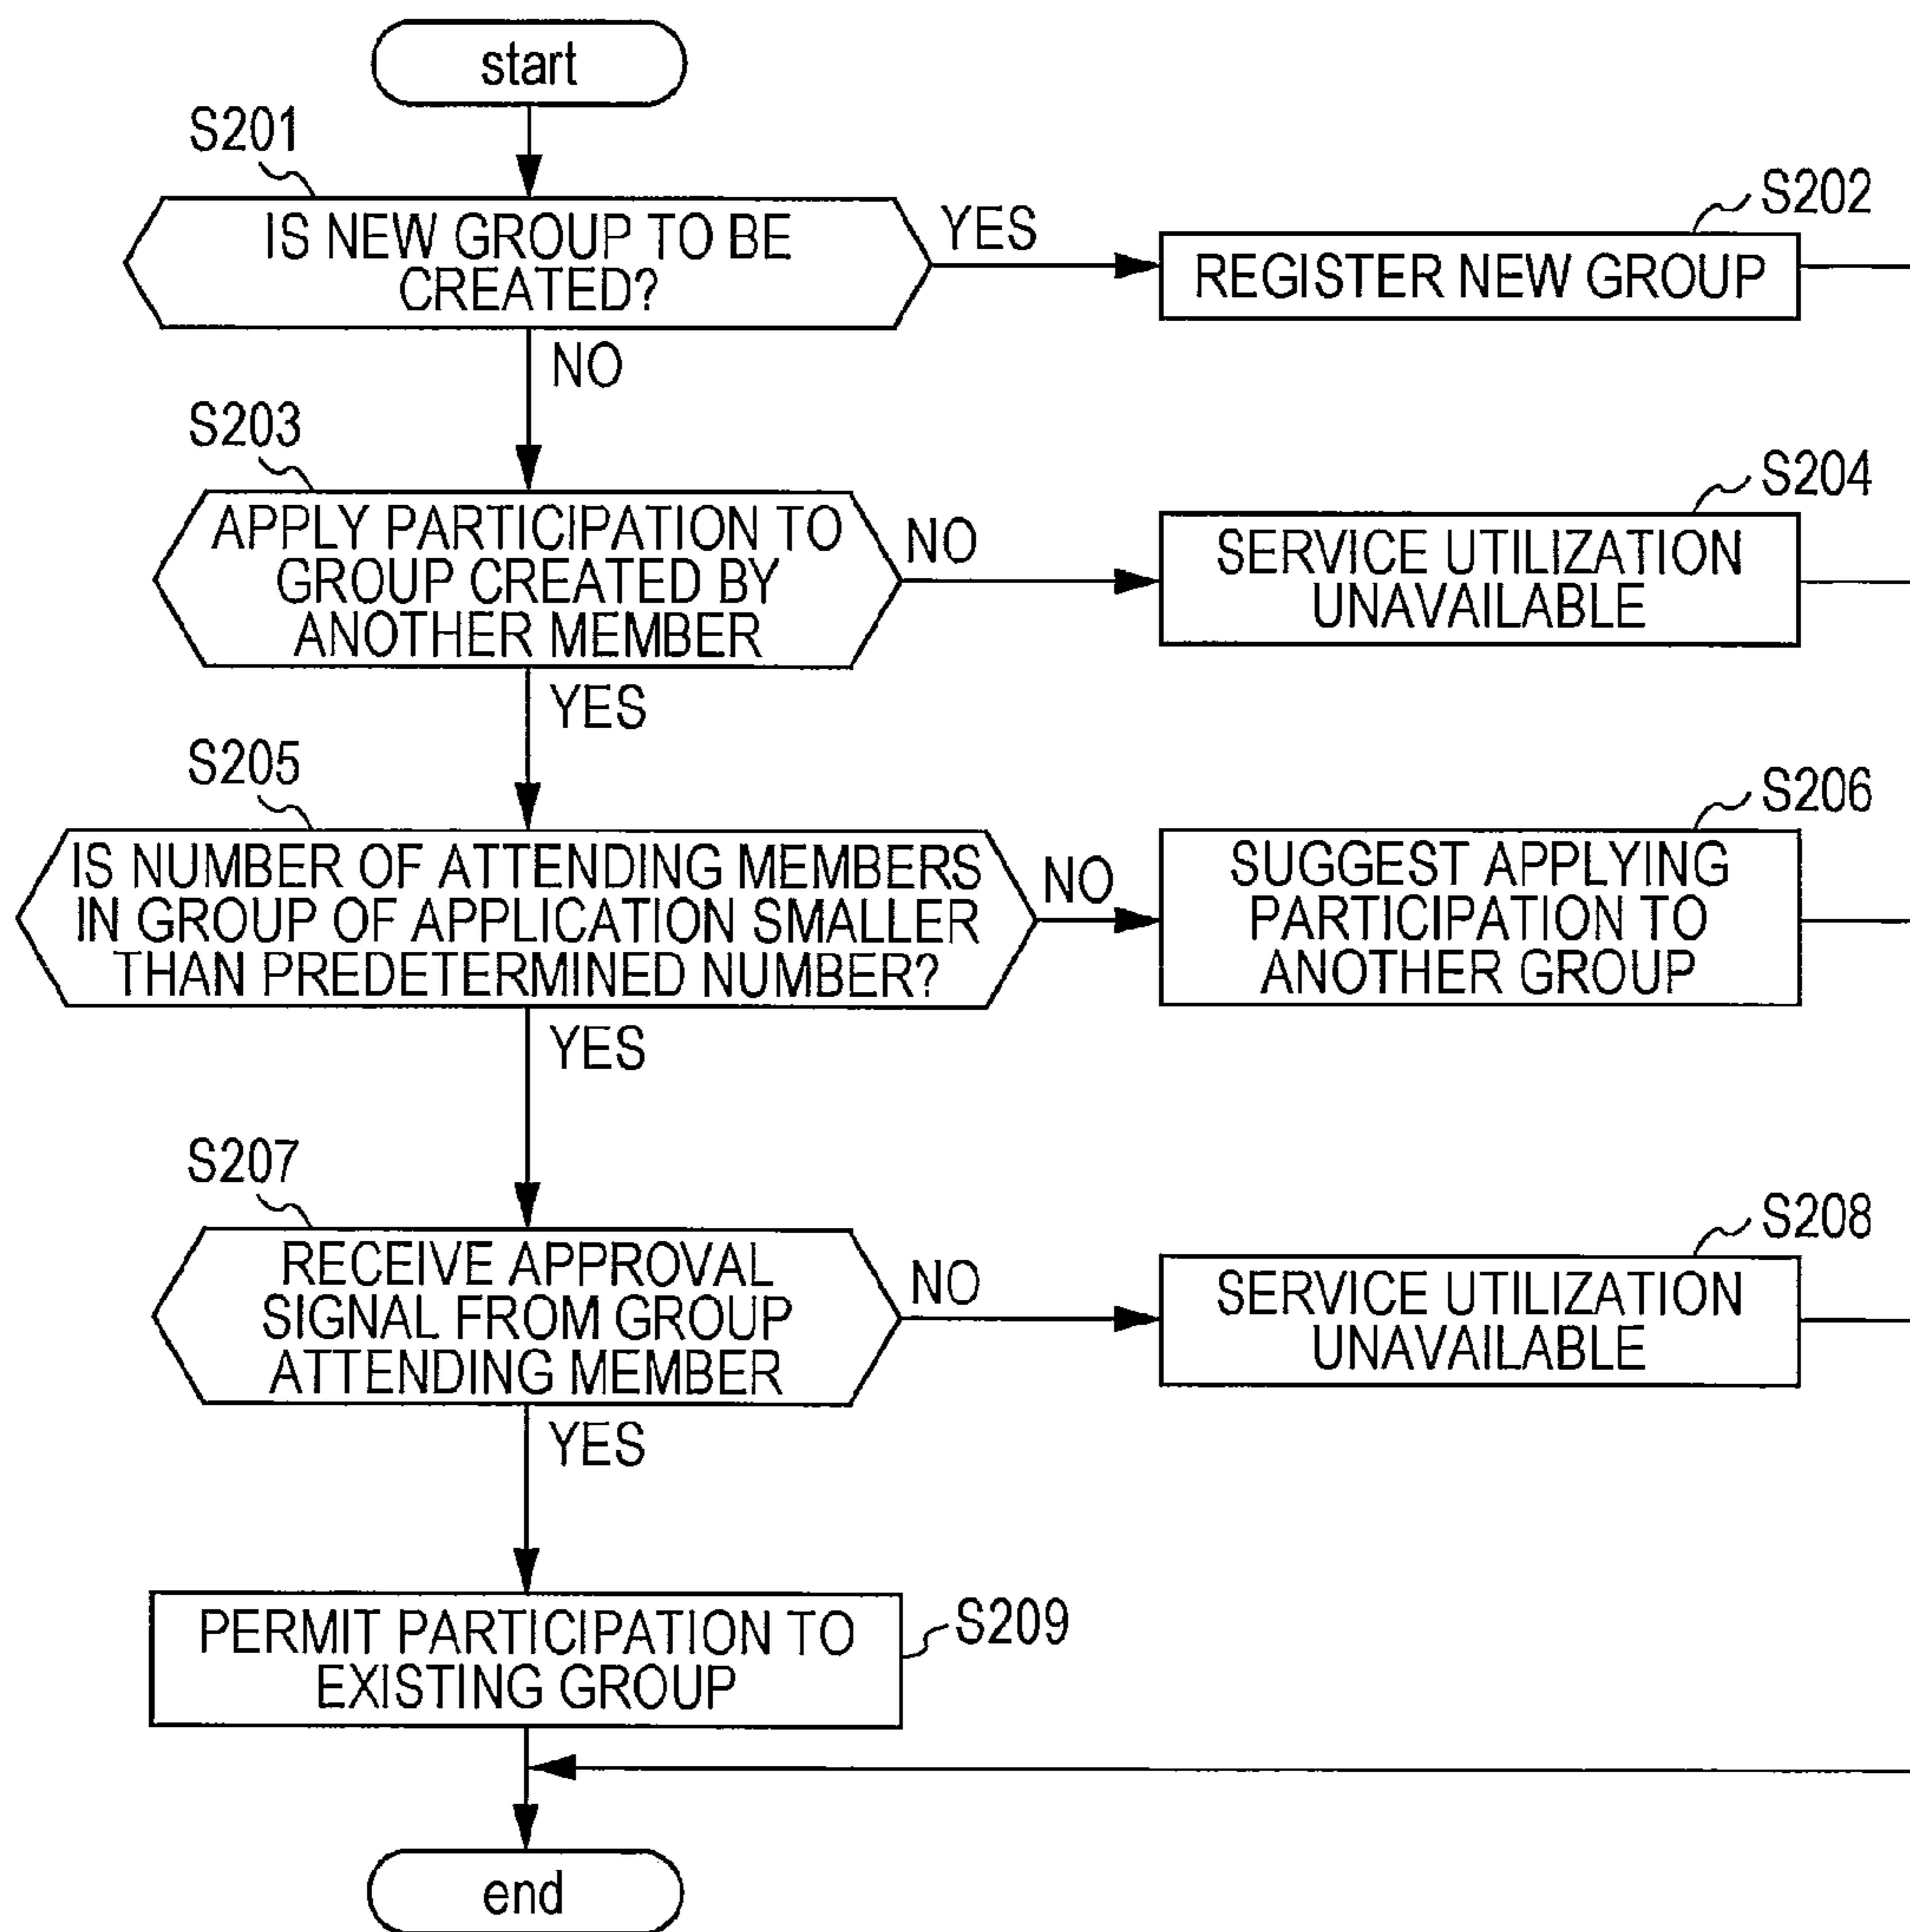 start
S201
IS NEW GROUP TO BE
CREATED?
YES
S202
REGISTER NEW GROUP
NO
S203
APPLY PARTICIPATION TO
GROUP CREATED BY
ANOTHER MEMBER
NO
S204
SERVICE UTILIZATION
UNAVAILABLE
YES
S205
IS NUMBER OF ATTENDING MEMBERS
IN GROUP OF APPLICATION SMALLER
THAN PREDETERMINED NUMBER?
NO
S206
SUGGEST APPLYING
PARTICIPATION TO
ANOTHER GROUP
YES
S207
RECEIVE APPROVAL
SIGNAL FROM GROUP
ATTENDING MEMBER
NO
S208
SERVICE UTILIZATION
UNAVAILABLE
YES
PERMIT PARTICIPATION TO
EXISTING GROUP
S209
end